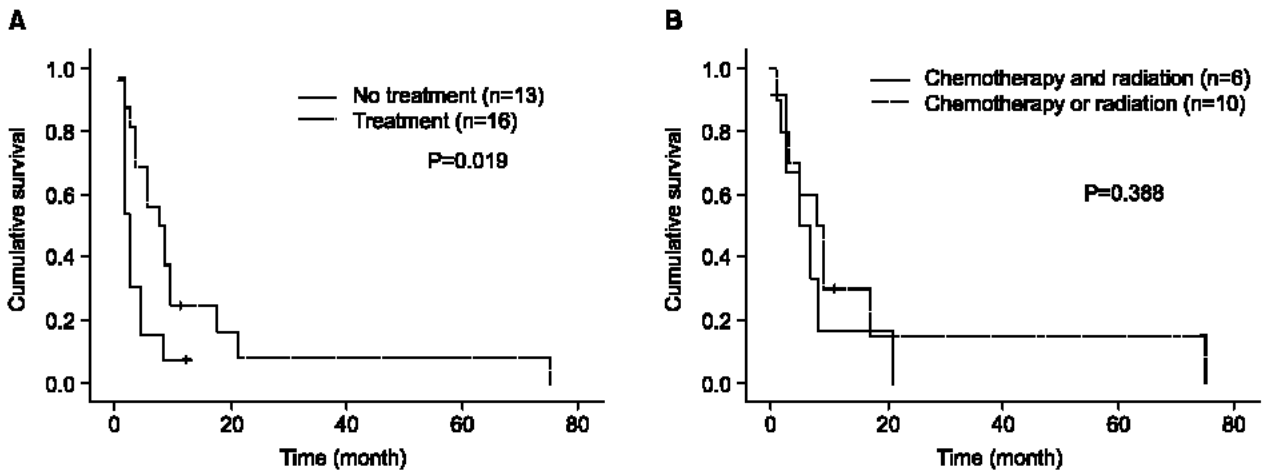 A
Cumulative survival
1.0
0.8
0.6
0.4
0.2
0.0
No treatment (n=13)
Treatment (n=16)
P=0.019
0 20 40 60 80
Time (month)
B
Cumulative survival
1.0
0.8
0.6
0.4
0.2
0.0
Chemotherapy and radiation (n=6)
Chemotherapy or radiation (n=10)
P=0.388
0 20 40 60 80
Time (month)